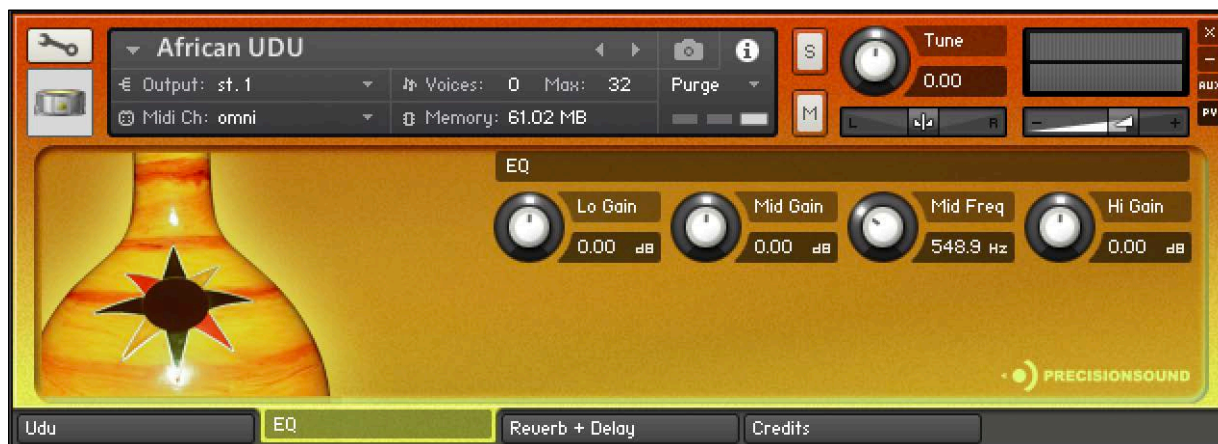 African UDU
S
Tune
0.00
X
Output: st. 1
Voices: 0 Max: 32
Purge
AUX
Midi Ch: omni
Memory: 61.02 MB
M
L
R
-
+
PV
EQ
Lo Gain
Mid Gain
Mid Freq
Hi Gain
0.00 dB
0.00 dB
548.9 Hz
0.00 dB
PRECISIONSOUND
Udu
EQ
Reverb + Delay
Credits